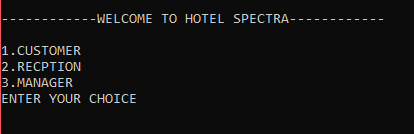 ------------WELCOME TO HOTEL SPECTRA------------
1.CUSTOMER
2.RECPTION
3.MANAGER
ENTER YOUR CHOICE